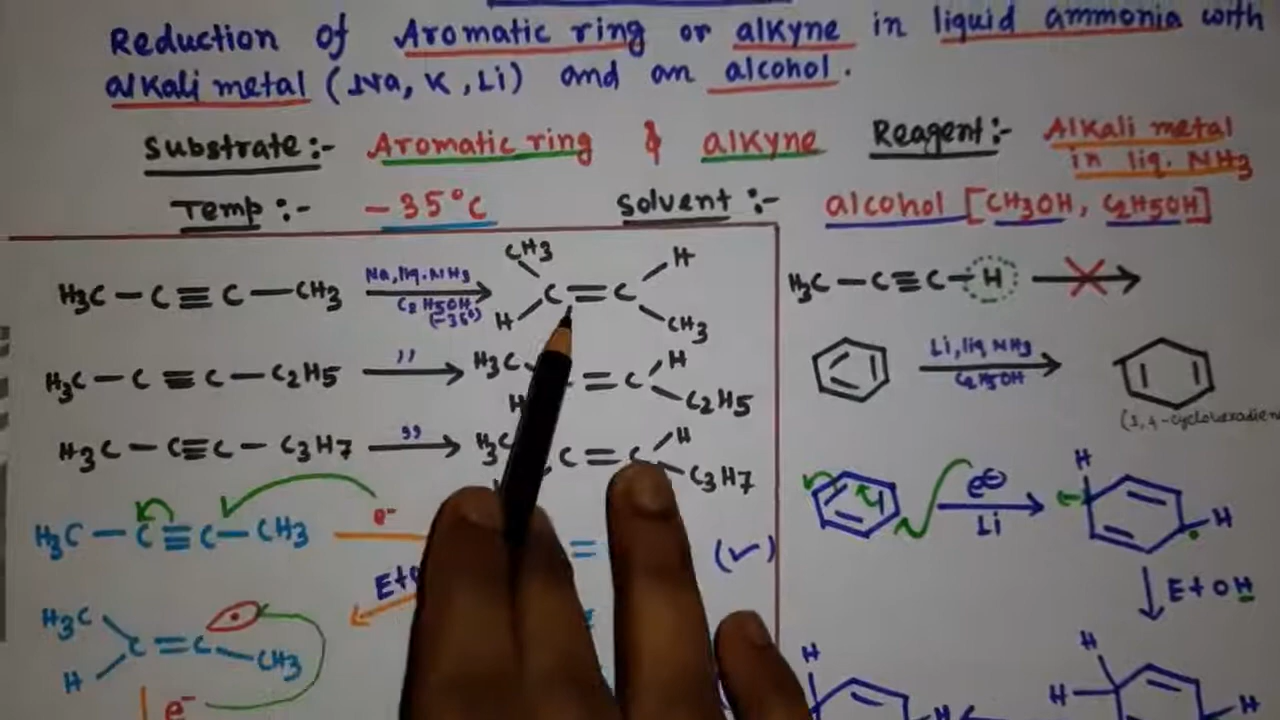 Reduction of Aromatic ring or alkyne in liquid ammonia with
alkali metal (Na, K, Li) and an alcohol.
Substrate:- Aromatic ring & alkyne Reagent:- Alkali metal
in liq. NH3
Temp:- -35°C Solvent:- alcohol [CH3OH, C2H5OH]
H3C-C≡C-CH3 Na, liq. NH3 C2H5OH (-35°) CH3 H C=C H CH3
H3C-C≡C-H
H3C-C≡C-C2H5 ,, H3C H =C H C2H5
Li, liq NH3 C2H5OH
H3C-C≡C-C3H7 ,, H3C C=C H C3H7
H3C-C≡C-CH3 e- = (✓)
e⊖ Li H H
Et
EtOH
H3C H C=C CH3
e-
H H H H